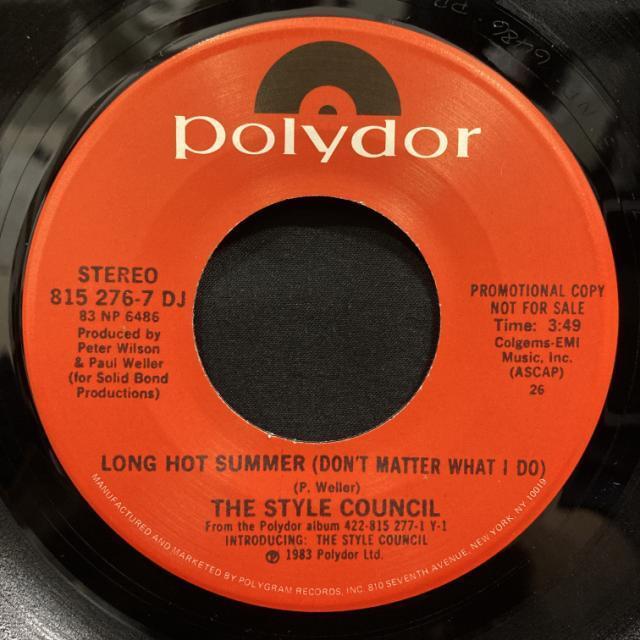 polydor
STEREO
815 276-7 DJ
83 NP 6486
Produced by
Peter Wilson
& Paul Weller
(for Solid Bond
Productions)
PROMOTIONAL COPY
NOT FOR SALE
Time: 3:49
Colgems-EMI
Music, Inc.
(ASCAP)
26
LONG HOT SUMMER (DON'T MATTER WHAT I DO)
(P. Weller)
THE STYLE COUNCIL
From the Polydor album 422-815 277-1 Y-1
INTRODUCING: THE STYLE COUNCIL
℗ 1983 Polydor Ltd.
MANUFACTURED AND MARKETED BY POLYGRAM RECORDS, INC. 810 SEVENTH AVENUE, NEW YORK, N.Y. 10019